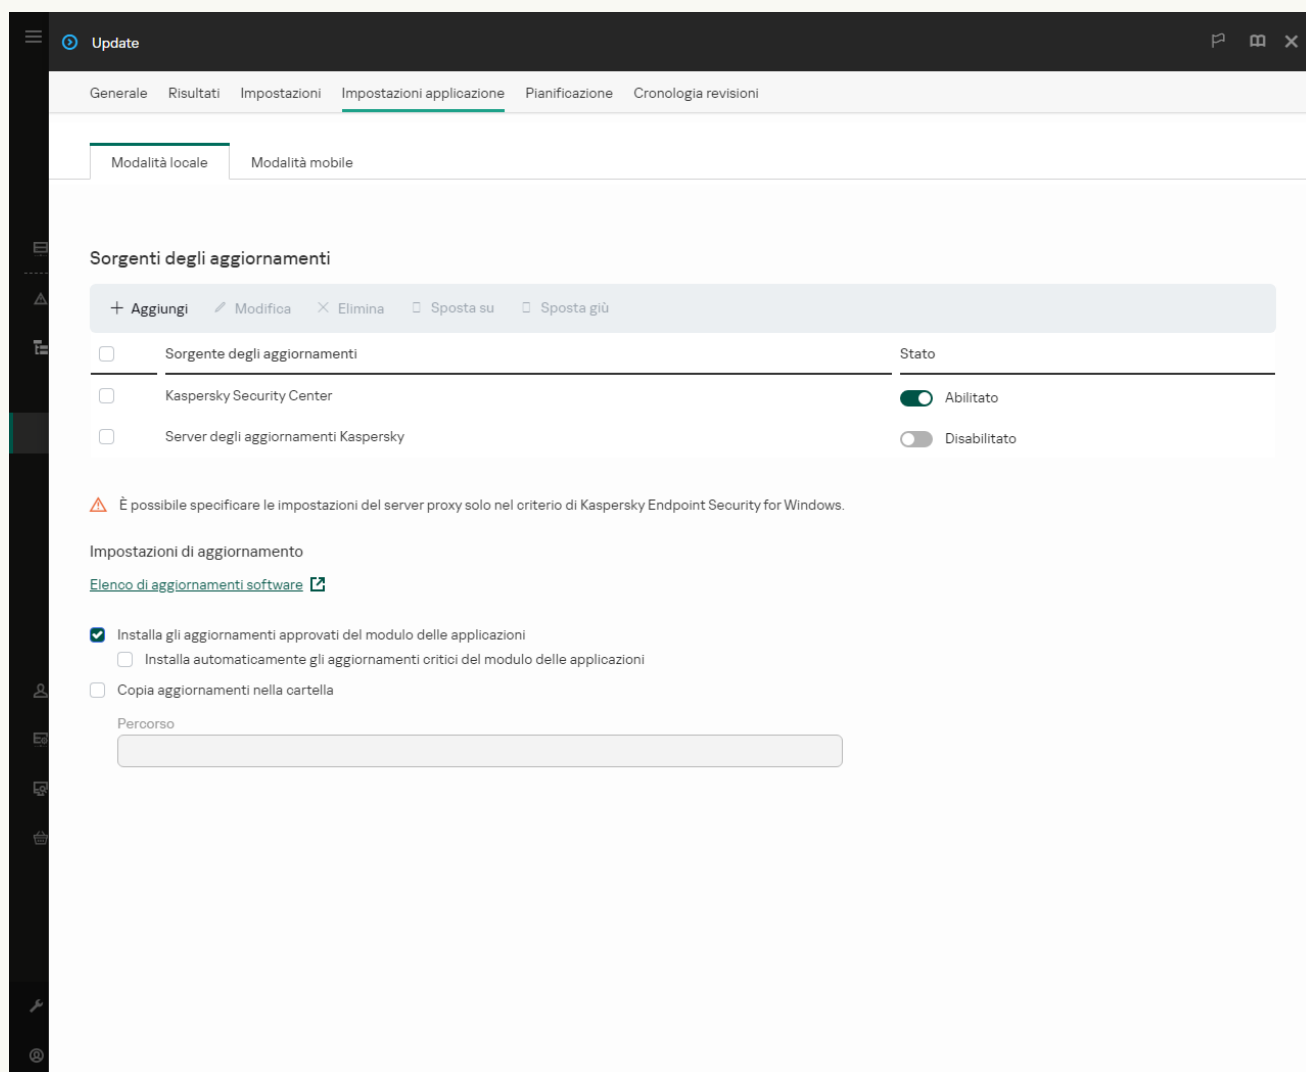 Update
Generale Risultati Impostazioni Impostazioni applicazione Pianificazione Cronologia revisioni
Modalità locale Modalità mobile
Sorgenti degli aggiornamenti
Aggiungi Modifica Elimina Sposta su Sposta giù
Sorgente degli aggiornamenti Stato
Kaspersky Security Center Abilitato
Server degli aggiornamenti Kaspersky Disabilitato
È possibile specificare le impostazioni del server proxy solo nel criterio di Kaspersky Endpoint Security for Windows.
Impostazioni di aggiornamento
Elenco di aggiornamenti software
Installa gli aggiornamenti approvati del modulo delle applicazioni
Installa automaticamente gli aggiornamenti critici del modulo delle applicazioni
Copia aggiornamenti nella cartella
Percorso